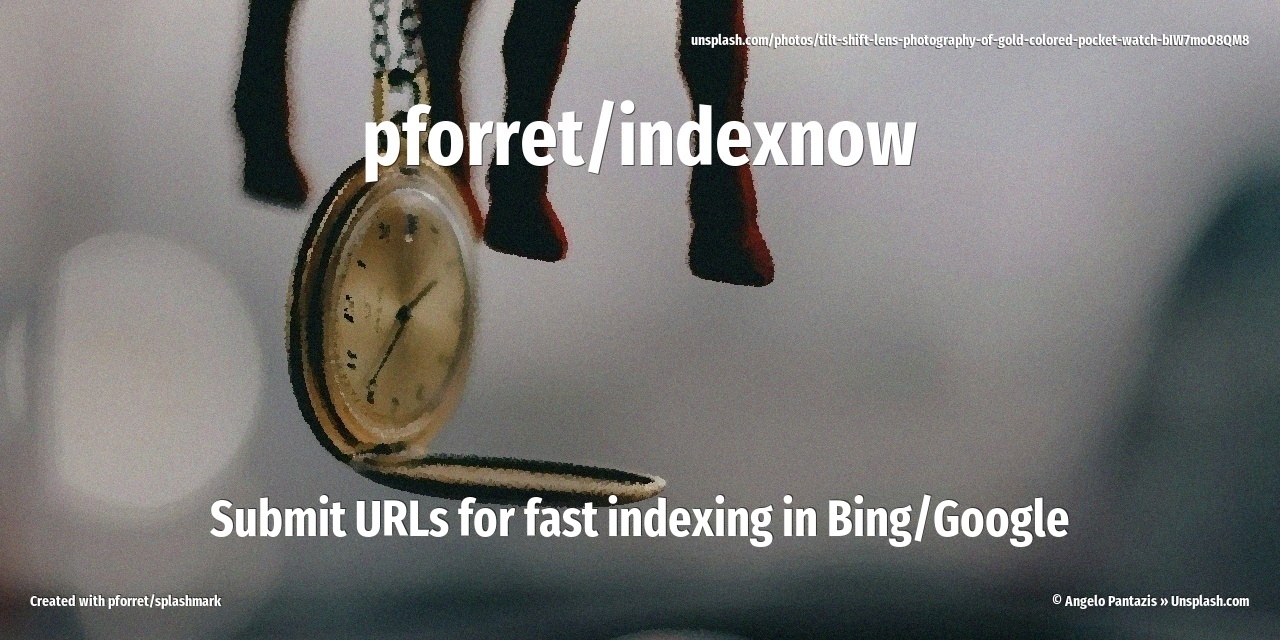 unsplash.com/photos/tilt-shift-lens-photography-of-gold-colored-pocket-watch-bIW7moO8QM8
pforret/indexnow
Submit URLs for fast indexing in Bing/Google
Created with pforret/splashmark
© Angelo Pantazis » Unsplash.com